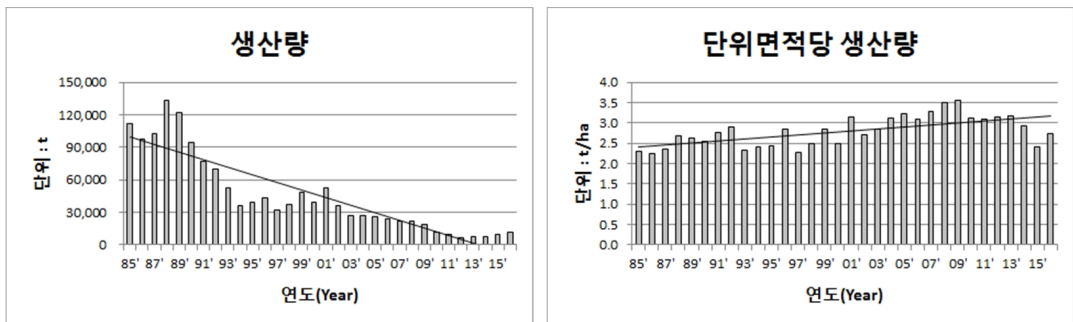 생산량
150,000
120,000
90,000
60,000
30,000
0
단위 : t
85' 87' 89' 91' 93' 95' 97' 99' 01' 03' 05' 07' 09' 11' 13' 15'
연도(Year)
단위면적당 생산량
4.0
3.5
3.0
2.5
2.0
1.5
1.0
0.5
0.0
단위 : t/ha
85' 87' 89' 91' 93' 95' 97' 99' 01' 03' 05' 07' 09' 11' 13' 15'
연도(Year)